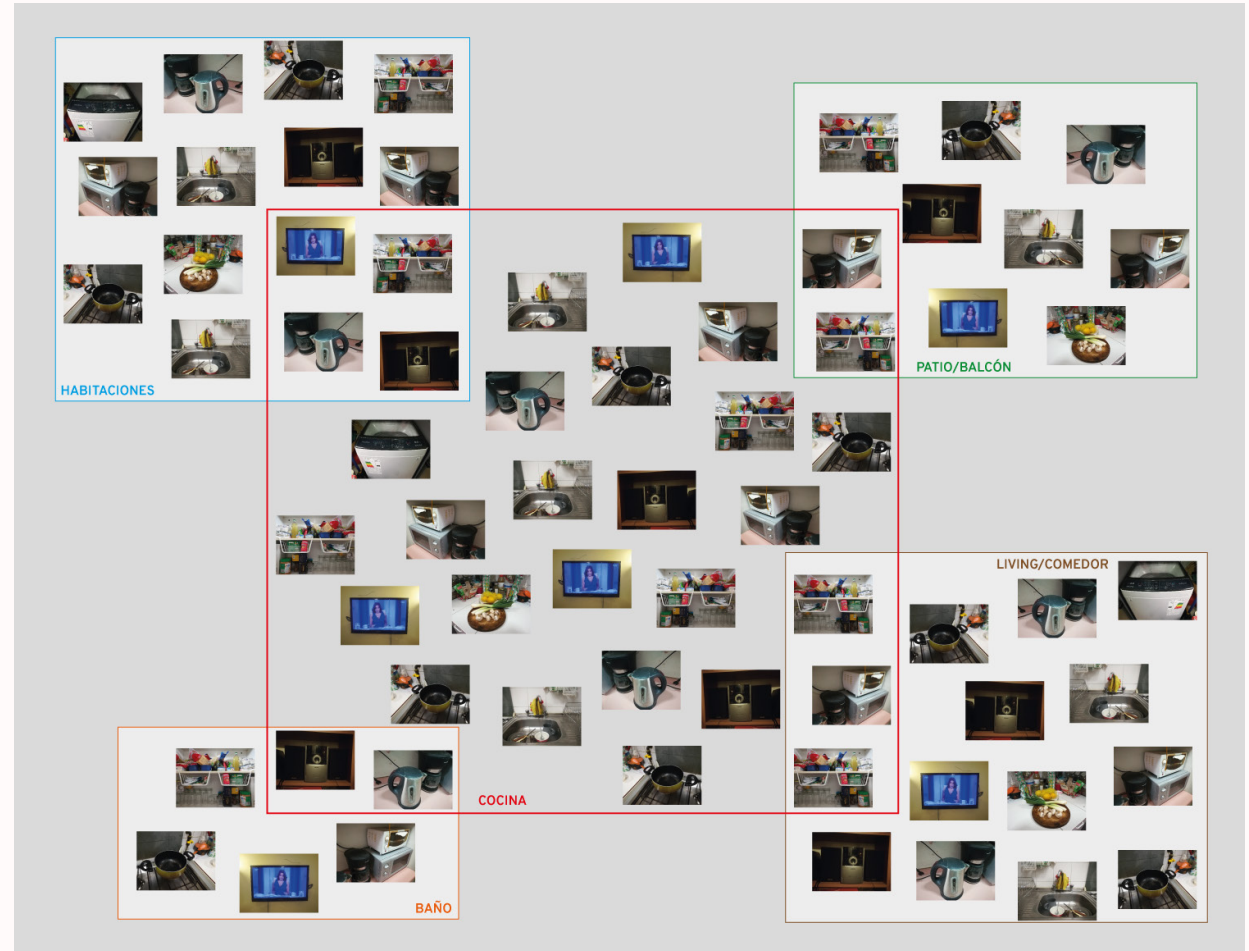 HABITACIONES
PATIO/BALCÓN
LIVING/COMEDOR
COCINA
BAÑO